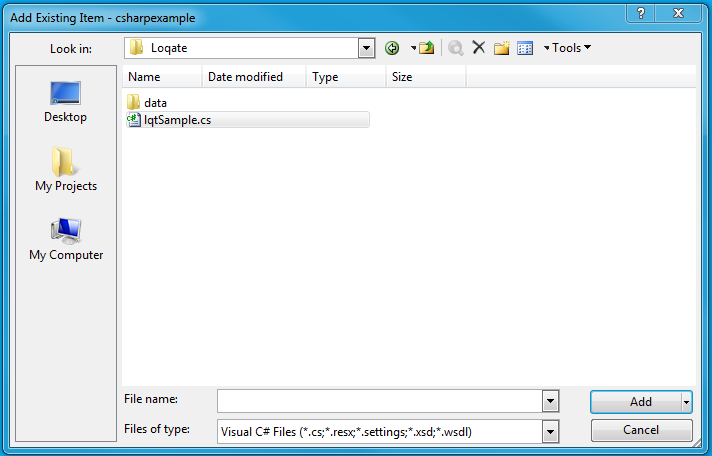 Add Existing Item - csharpexample
Look in: Loqate Tools
Name Date modified Type Size
data
lqtSample.cs
Desktop
My Projects
My Computer
File name: Add
Files of type: Visual C# Files (*.cs;*.resx;*.settings;*.xsd;*.wsdl) Cancel